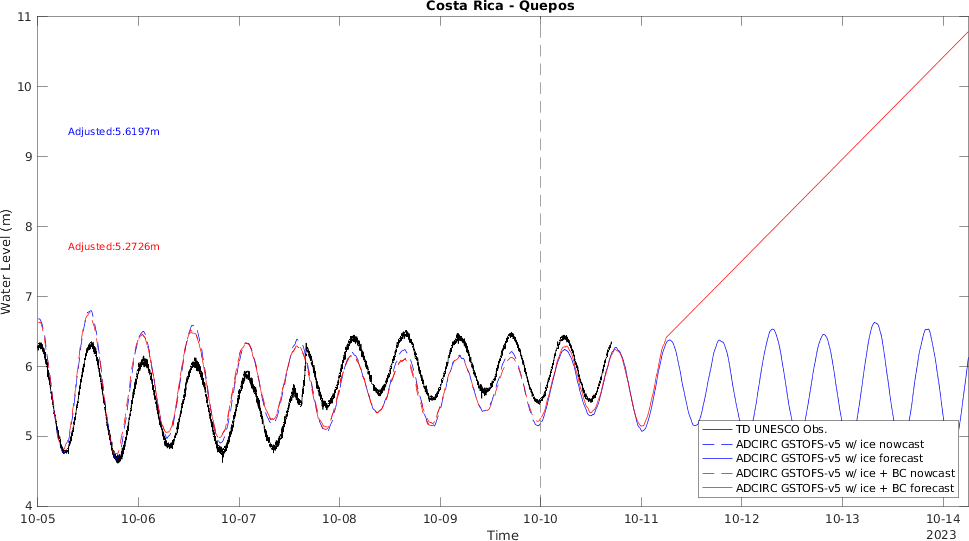 Costa Rica - Quepos
11
10
9
8
7
6
5
4
Water Level (m)
Adjusted:5.6197m
Adjusted:5.2726m
TD UNESCO Obs.
ADCIRC GSTOFS-v5 w/ ice nowcast
ADCIRC GSTOFS-v5 w/ ice forecast
ADCIRC GSTOFS-v5 w/ ice + BC nowcast
ADCIRC GSTOFS-v5 w/ ice + BC forecast
10-05 10-06 10-07 10-08 10-09 10-10 10-11 10-12 10-13 10-14
2023
Time